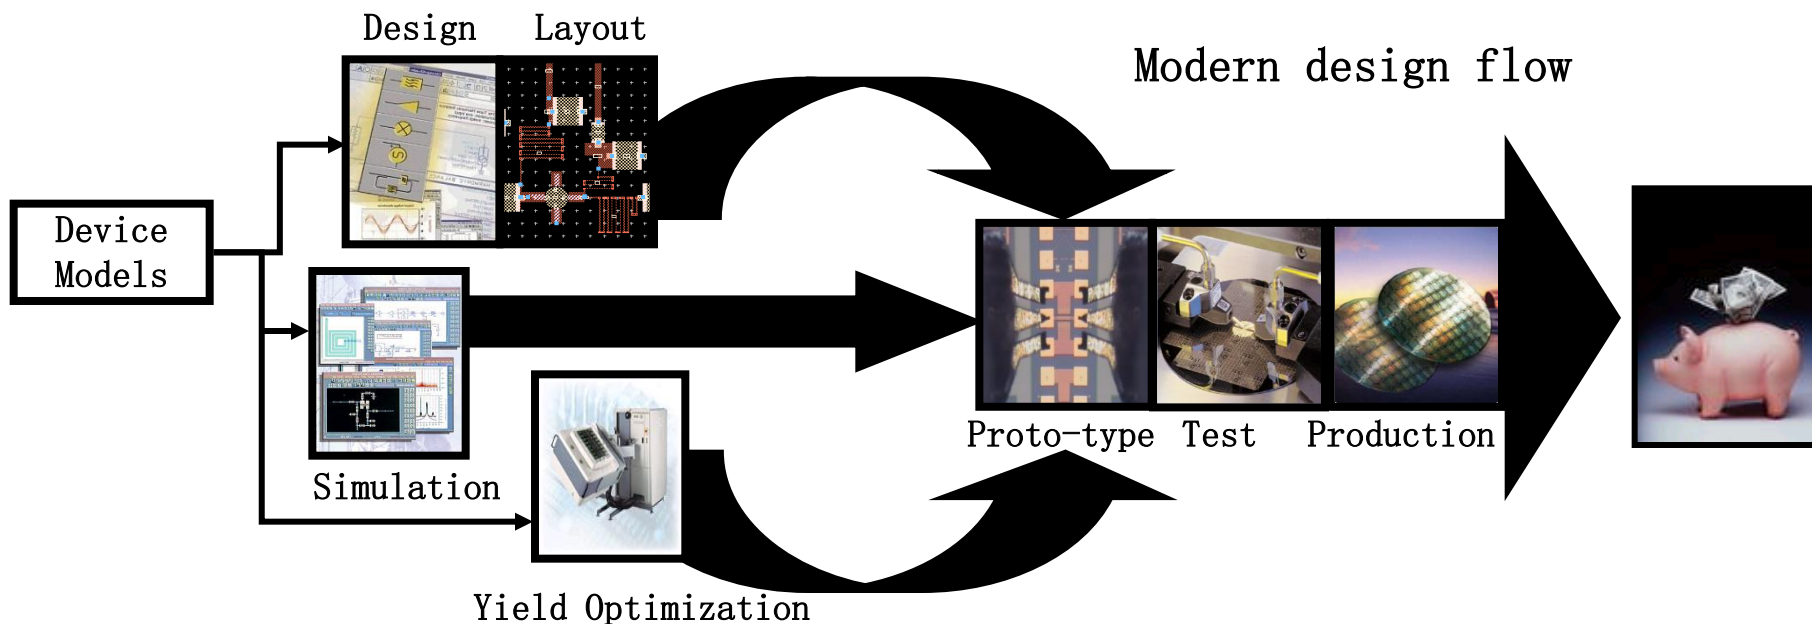 Design
Layout
Modern design flow
Device
Models
Proto-type
Test
Production
Simulation
Yield Optimization